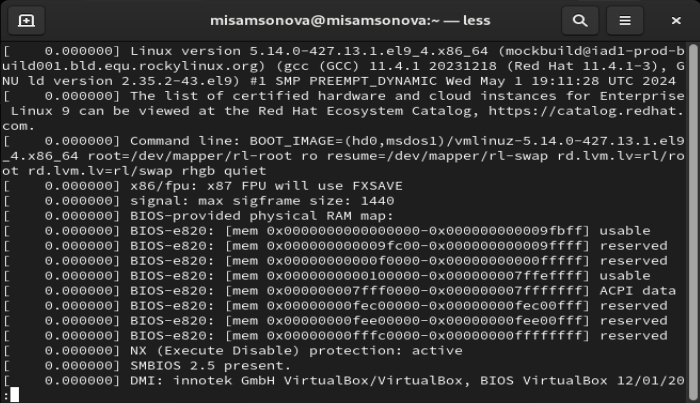 misamsonova@misamsonova:~ — less
[    0.000000] Linux version 5.14.0-427.13.1.el9_4.x86_64 (mockbuild@iad1-prod-b
uild001.bld.equ.rockylinux.org) (gcc (GCC) 11.4.1 20231218 (Red Hat 11.4.1-3), G
NU ld version 2.35.2-43.el9) #1 SMP PREEMPT_DYNAMIC Wed May 1 19:11:28 UTC 2024
[    0.000000] The list of certified hardware and cloud instances for Enterprise
 Linux 9 can be viewed at the Red Hat Ecosystem Catalog, https://catalog.redhat.
com.
[    0.000000] Command line: BOOT_IMAGE=(hd0,msdos1)/vmlinuz-5.14.0-427.13.1.el9
_4.x86_64 root=/dev/mapper/rl-root ro resume=/dev/mapper/rl-swap rd.lvm.lv=rl/ro
ot rd.lvm.lv=rl/swap rhgb quiet
[    0.000000] x86/fpu: x87 FPU will use FXSAVE
[    0.000000] signal: max sigframe size: 1440
[    0.000000] BIOS-provided physical RAM map:
[    0.000000] BIOS-e820: [mem 0x0000000000000000-0x000000000009fbff] usable
[    0.000000] BIOS-e820: [mem 0x000000000009fc00-0x000000000009ffff] reserved
[    0.000000] BIOS-e820: [mem 0x00000000000f0000-0x00000000000fffff] reserved
[    0.000000] BIOS-e820: [mem 0x0000000000100000-0x000000007ffeffff] usable
[    0.000000] BIOS-e820: [mem 0x000000007fff0000-0x000000007fffffff] ACPI data
[    0.000000] BIOS-e820: [mem 0x00000000fec00000-0x00000000fec00fff] reserved
[    0.000000] BIOS-e820: [mem 0x00000000fee00000-0x00000000fee00fff] reserved
[    0.000000] BIOS-e820: [mem 0x00000000fffc0000-0x00000000ffffffff] reserved
[    0.000000] NX (Execute Disable) protection: active
[    0.000000] SMBIOS 2.5 present.
[    0.000000] DMI: innotek GmbH VirtualBox/VirtualBox, BIOS VirtualBox 12/01/20
: